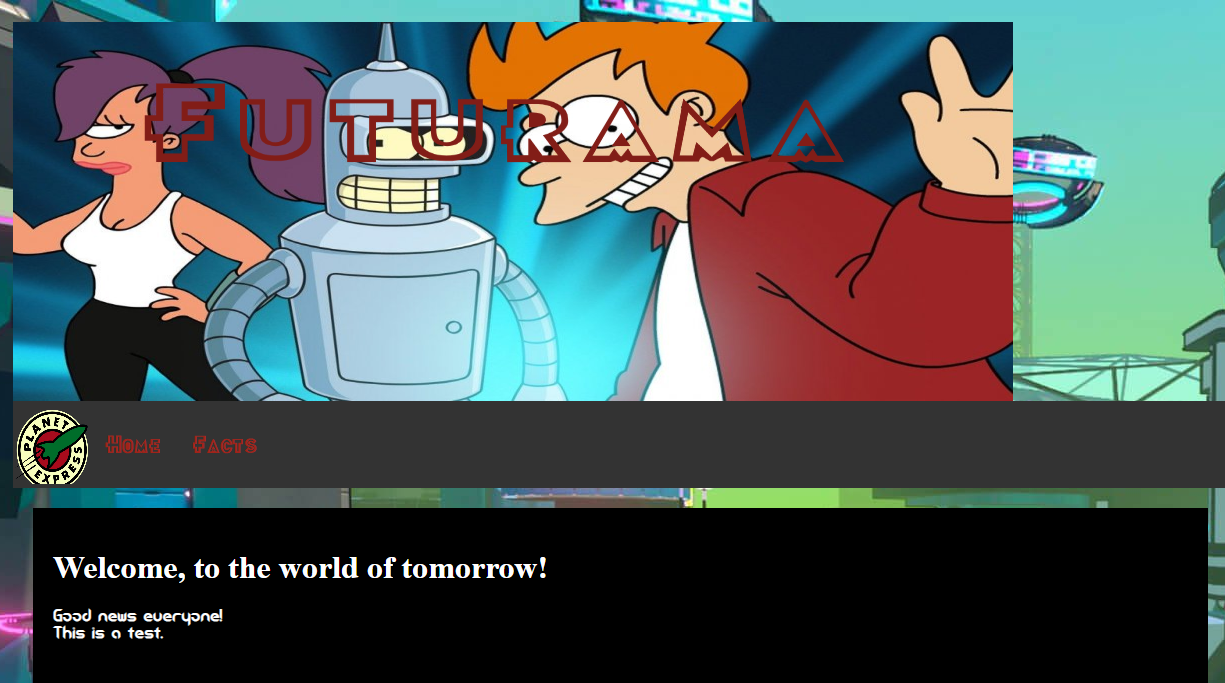 Futurama
PLANET EXPRESS
Home Facts
Welcome, to the world of tomorrow!
Good news everyone!
This is a test.